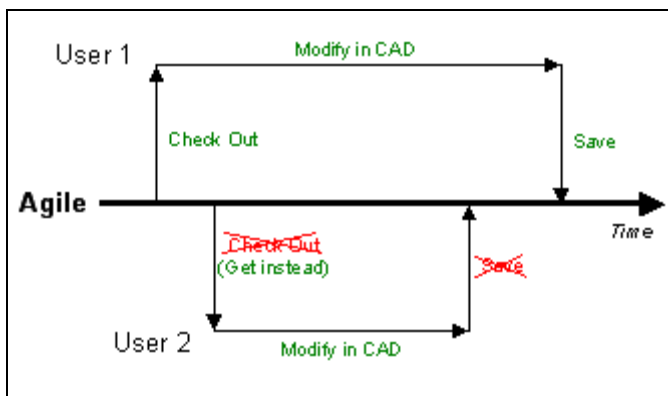 User 1
Modify in CAD
Check Out
Save
Agile
Time
Check Out
(Get instead)
Save
User 2
Modify in CAD